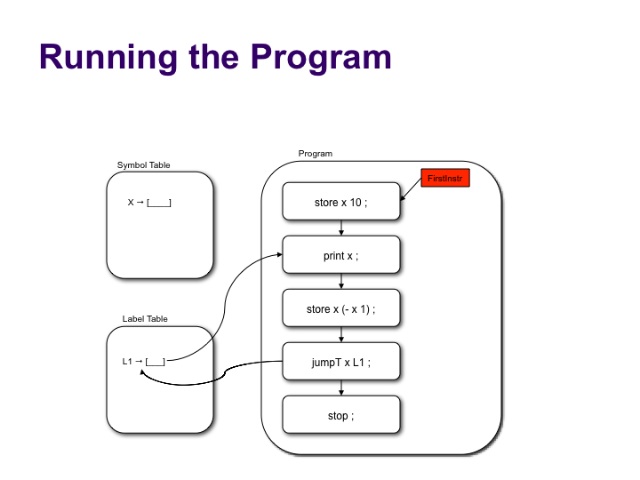 Running the Program
Program
Symbol Table
FirstInstr
X → [____]
store x 10 ;
print x ;
store x (- x 1) ;
Label Table
L1 → [___]
jumpT x L1 ;
stop ;